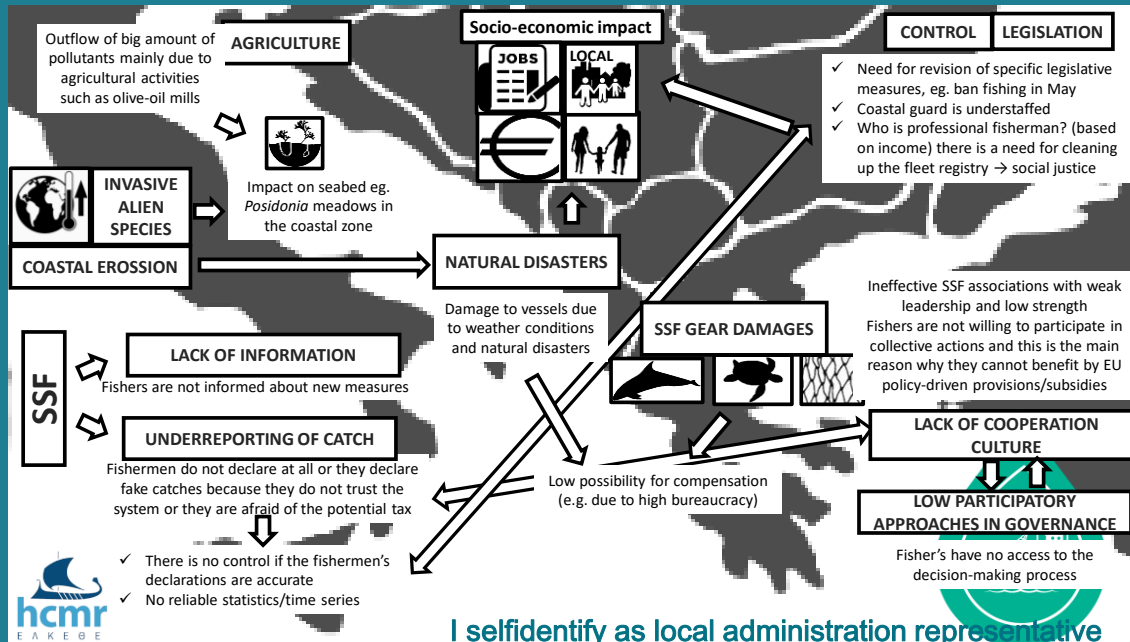 Outflow of big amount of
pollutants mainly due to
agricultural activities
such as olive-oil mills
AGRICULTURE
Socio-economic impact
JOBS
LOCAL
CONTROL
LEGISLATION
✓ Need for revision of specific legislative
measures, eg. ban fishing in May
✓ Coastal guard is understaffed
✓ Who is professional fisherman? (based
on income) there is a need for cleaning
up the fleet registry → social justice
INVASIVE
ALIEN
SPECIES
Impact on seabed eg.
Posidonia meadows in
the coastal zone
COASTAL EROSSION
NATURAL DISASTERS
Damage to vessels due
to weather conditions
and natural disasters
SSF GEAR DAMAGES
Ineffective SSF associations with weak
leadership and low strength
Fishers are not willing to participate in
collective actions and this is the main
reason why they cannot benefit by EU
policy-driven provisions/subsidies
SSF
LACK OF INFORMATION
Fishers are not informed about new measures
UNDERREPORTING OF CATCH
Fishermen do not declare at all or they declare
fake catches because they do not trust the
system or they are afraid of the potential tax
✓ There is no control if the fishermen's
declarations are accurate
✓ No reliable statistics/time series
Low possibility for compensation
(e.g. due to high bureaucracy)
LACK OF COOPERATION
CULTURE
LOW PARTICIPATORY
APPROACHES IN GOVERNANCE
Fisher's have no access to the
decision-making process
hcmr
ΕΛΚΕΘΕ
I selfidentify as local administration representative